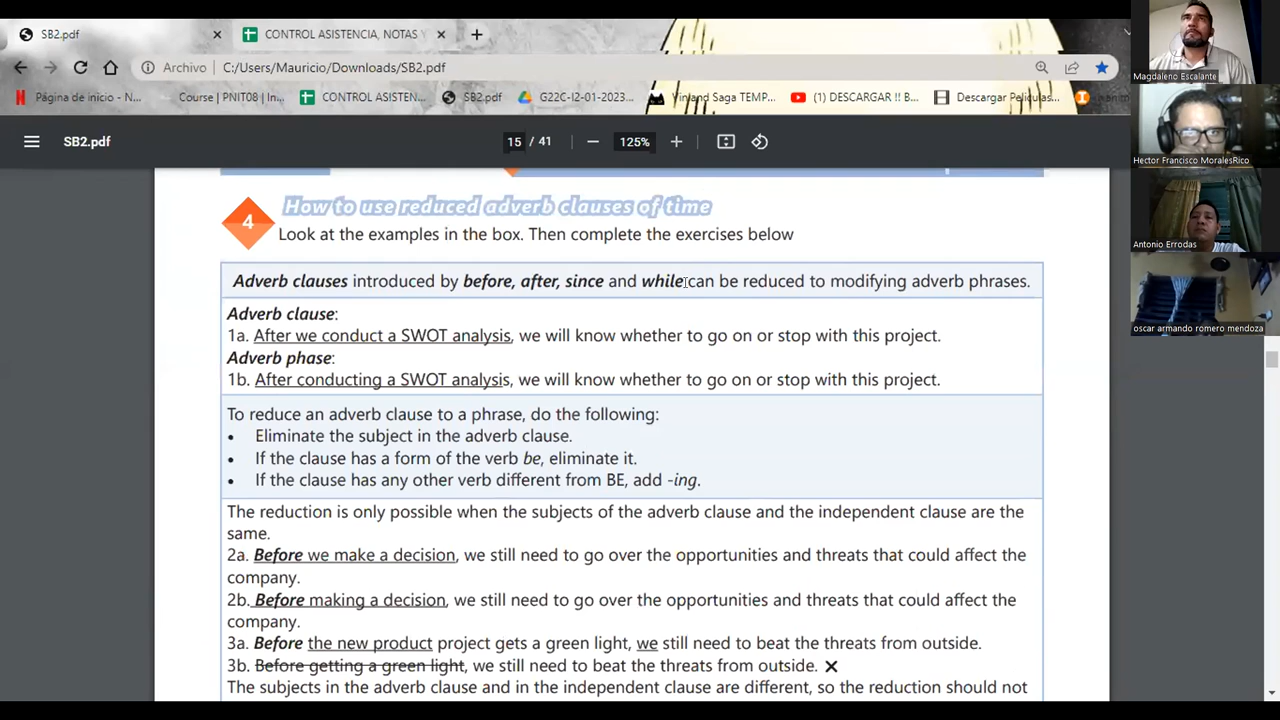 SB2.pdf
CONTROL ASISTENCIA, NOTAS Y
Archivo
C:/Users/Mauricio/Downloads/SB2.pdf
Página de inicio - N...
Course | PNIT08 | In...
CONTROL ASISTEN...
SB2.pdf
G22C-I2-01-2023...
Vinland Saga TEMP...
(1) DESCARGAR !! B...
Descargar Películas...
SB2.pdf
15 / 41
125%
Magdaleno Escalante
Hector Francisco MoralesRico
Antonio Errodas
oscar armando romero mendoza
4
How to use reduced adverb clauses of time
Look at the examples in the box. Then complete the exercises below
Adverb clauses introduced by before, after, since and while can be reduced to modifying adverb phrases.
Adverb clause:
1a. After we conduct a SWOT analysis, we will know whether to go on or stop with this project.
Adverb phase:
1b. After conducting a SWOT analysis, we will know whether to go on or stop with this project.
To reduce an adverb clause to a phrase, do the following:
• Eliminate the subject in the adverb clause.
• If the clause has a form of the verb be, eliminate it.
• If the clause has any other verb different from BE, add -ing.
The reduction is only possible when the subjects of the adverb clause and the independent clause are the
same.
2a. Before we make a decision, we still need to go over the opportunities and threats that could affect the
company.
2b. Before making a decision, we still need to go over the opportunities and threats that could affect the
company.
3a. Before the new product project gets a green light, we still need to beat the threats from outside.
3b. Before getting a green light, we still need to beat the threats from outside. ✕
The subjects in the adverb clause and in the independent clause are different, so the reduction should not